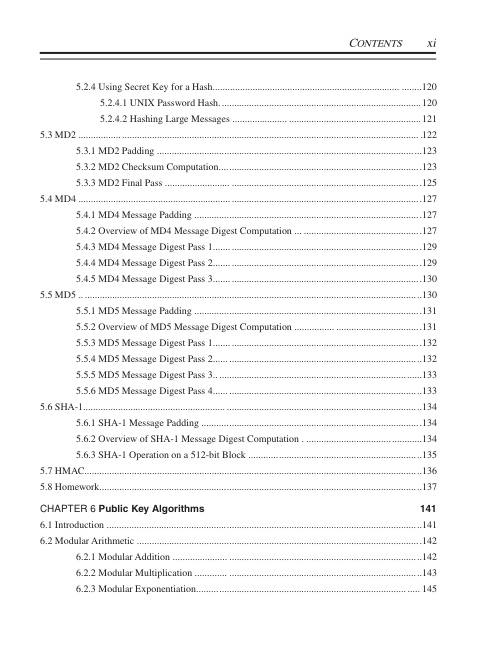 CONTENTS xi
5.2.4 Using Secret Key for a Hash........120
5.2.4.1 UNIX Password Hash........120
5.2.4.2 Hashing Large Messages ........121
5.3 MD2 ........122
5.3.1 MD2 Padding ........123
5.3.2 MD2 Checksum Computation........123
5.3.3 MD2 Final Pass ........125
5.4 MD4 ........127
5.4.1 MD4 Message Padding ........127
5.4.2 Overview of MD4 Message Digest Computation ........127
5.4.3 MD4 Message Digest Pass 1........129
5.4.4 MD4 Message Digest Pass 2........129
5.4.5 MD4 Message Digest Pass 3........130
5.5 MD5 ........130
5.5.1 MD5 Message Padding ........131
5.5.2 Overview of MD5 Message Digest Computation ........131
5.5.3 MD5 Message Digest Pass 1........132
5.5.4 MD5 Message Digest Pass 2........132
5.5.5 MD5 Message Digest Pass 3........133
5.5.6 MD5 Message Digest Pass 4........133
5.6 SHA-1........134
5.6.1 SHA-1 Message Padding ........134
5.6.2 Overview of SHA-1 Message Digest Computation ........134
5.6.3 SHA-1 Operation on a 512-bit Block ........135
5.7 HMAC........136
5.8 Homework........137
CHAPTER 6 Public Key Algorithms 141
6.1 Introduction ........141
6.2 Modular Arithmetic ........142
6.2.1 Modular Addition ........142
6.2.2 Modular Multiplication ........143
6.2.3 Modular Exponentiation........145